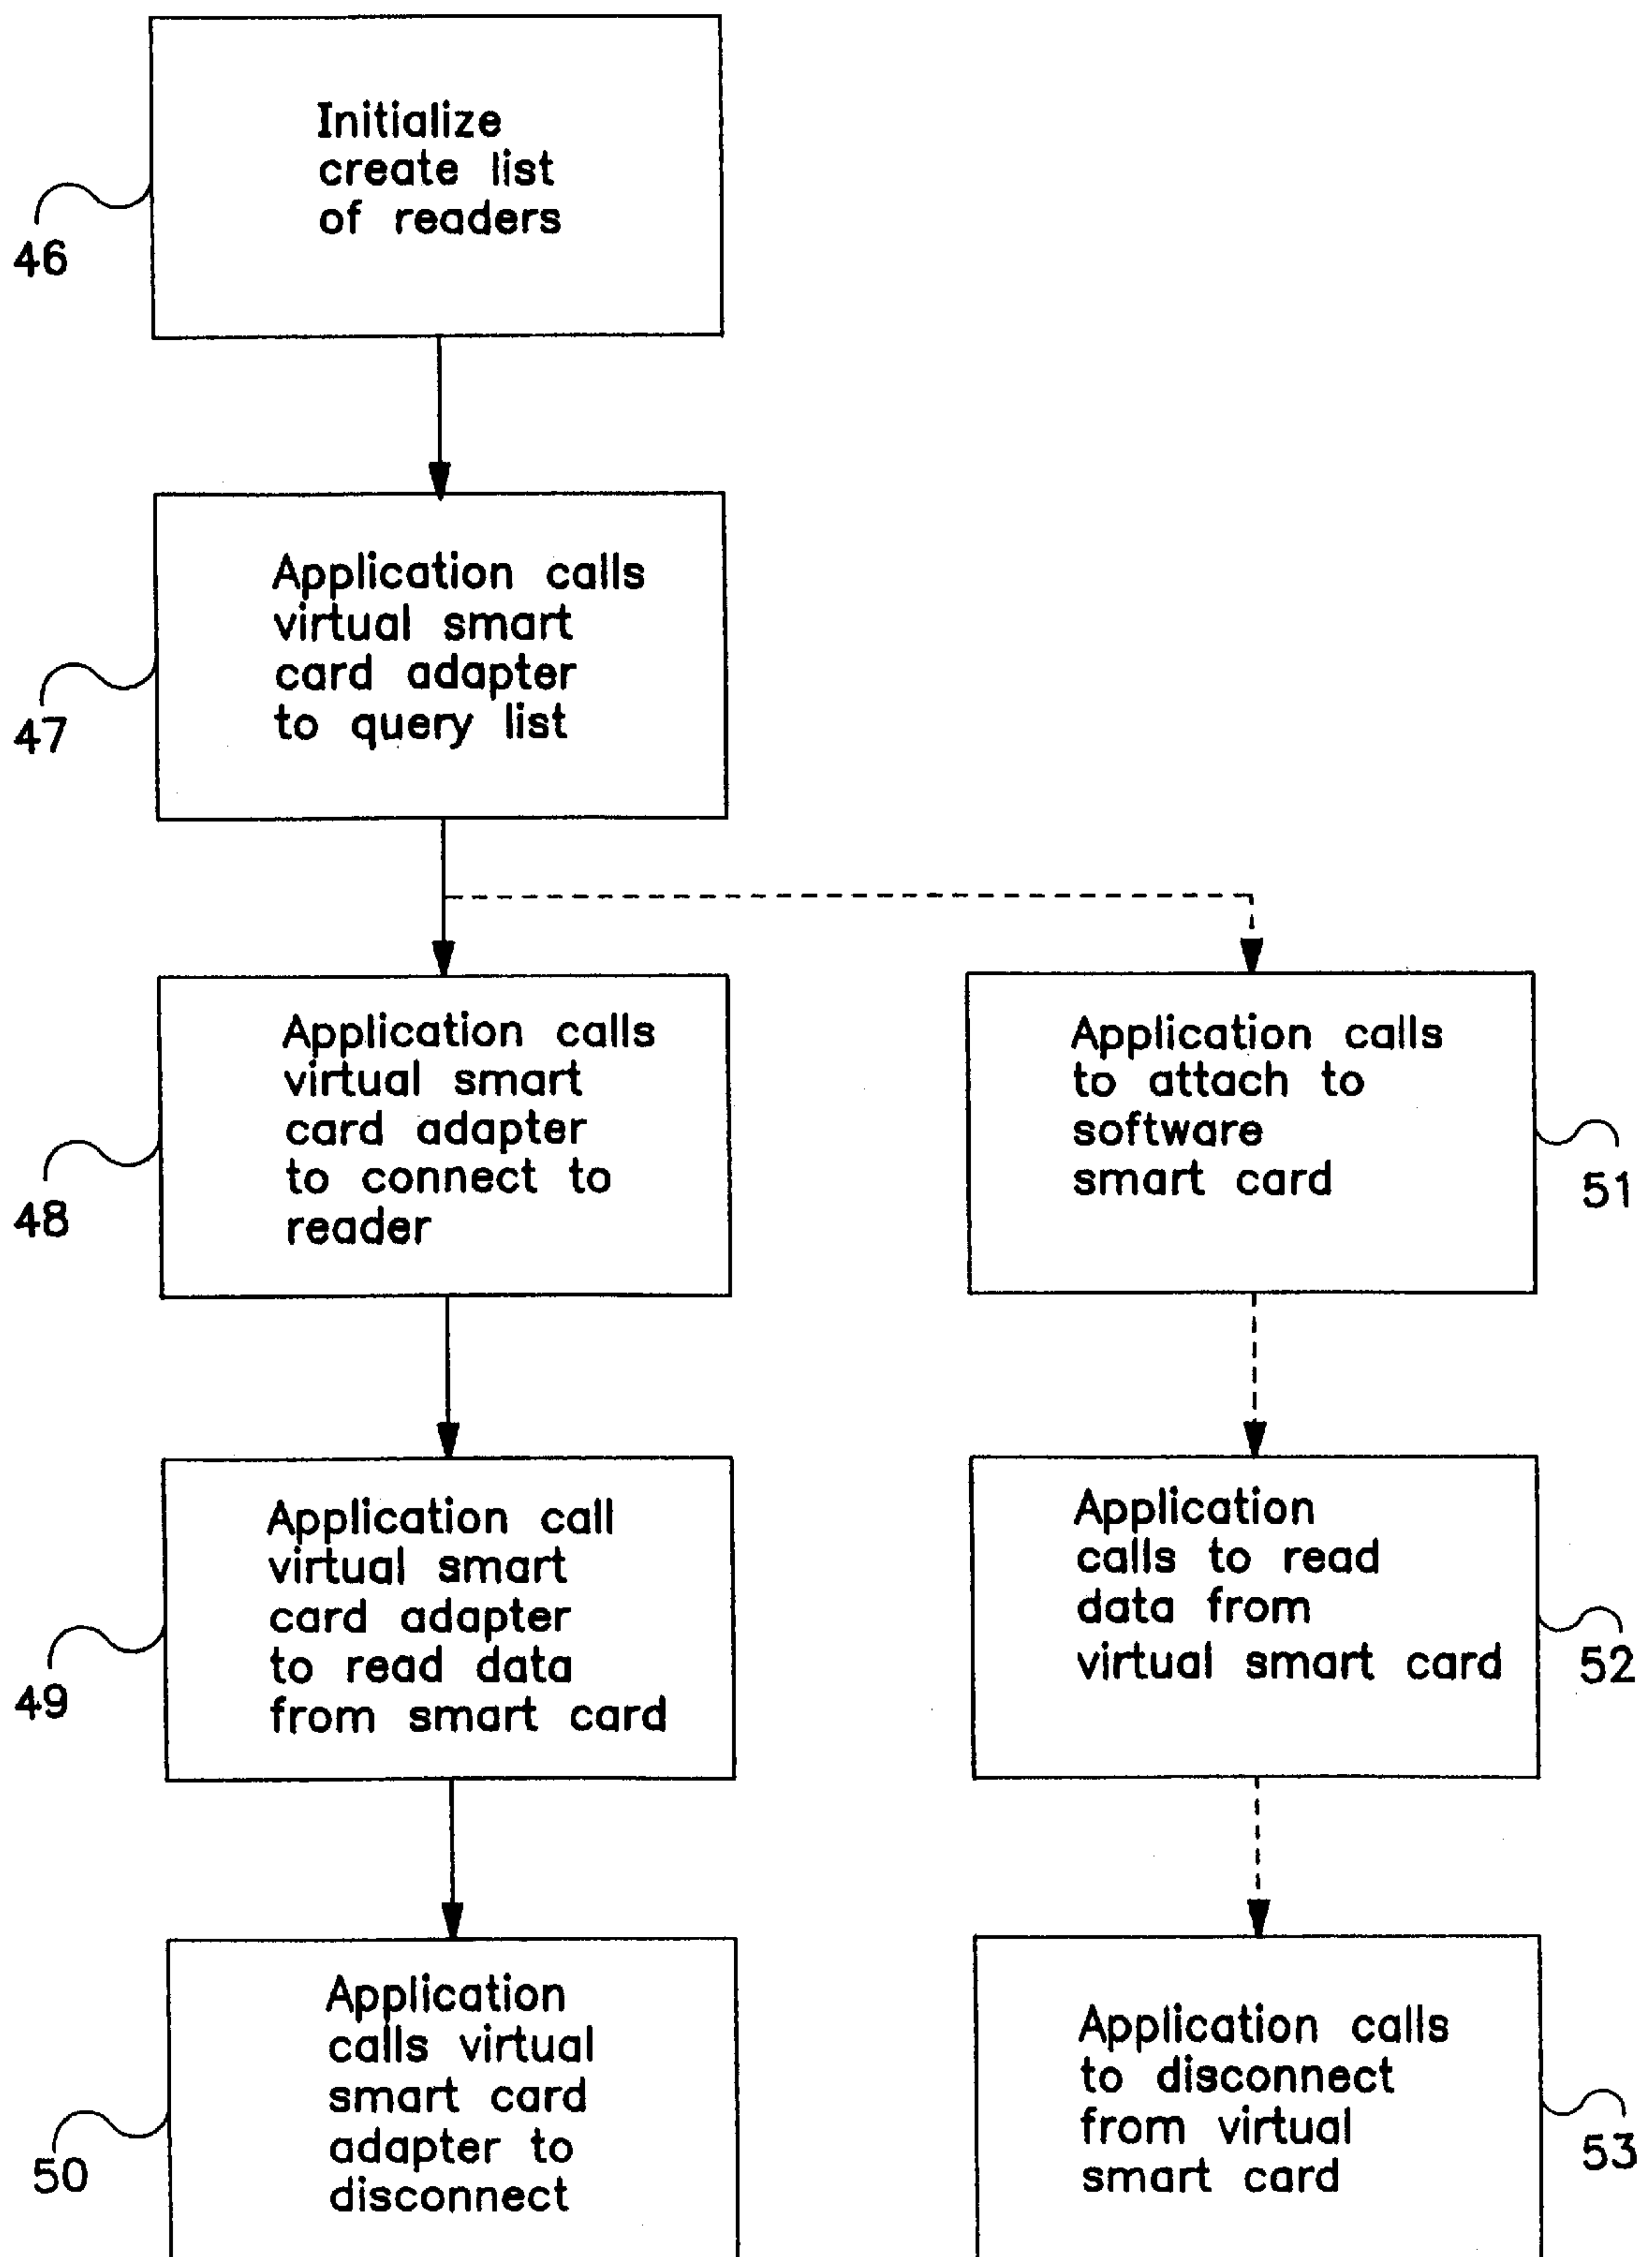 Initialize
create list
of readers
46
Application calls
virtual smart
card adapter
to query list
47
Application calls
virtual smart
card adapter
to connect to
reader
48
Application calls
to attach to
software
smart card
51
Application call
virtual smart
card adapter
to read data
from smart card
49
Application
calls to read
data from
virtual smart card
52
Application
calls virtual
smart card
adapter to
disconnect
50
Application calls
to disconnect
from virtual
smart card
53